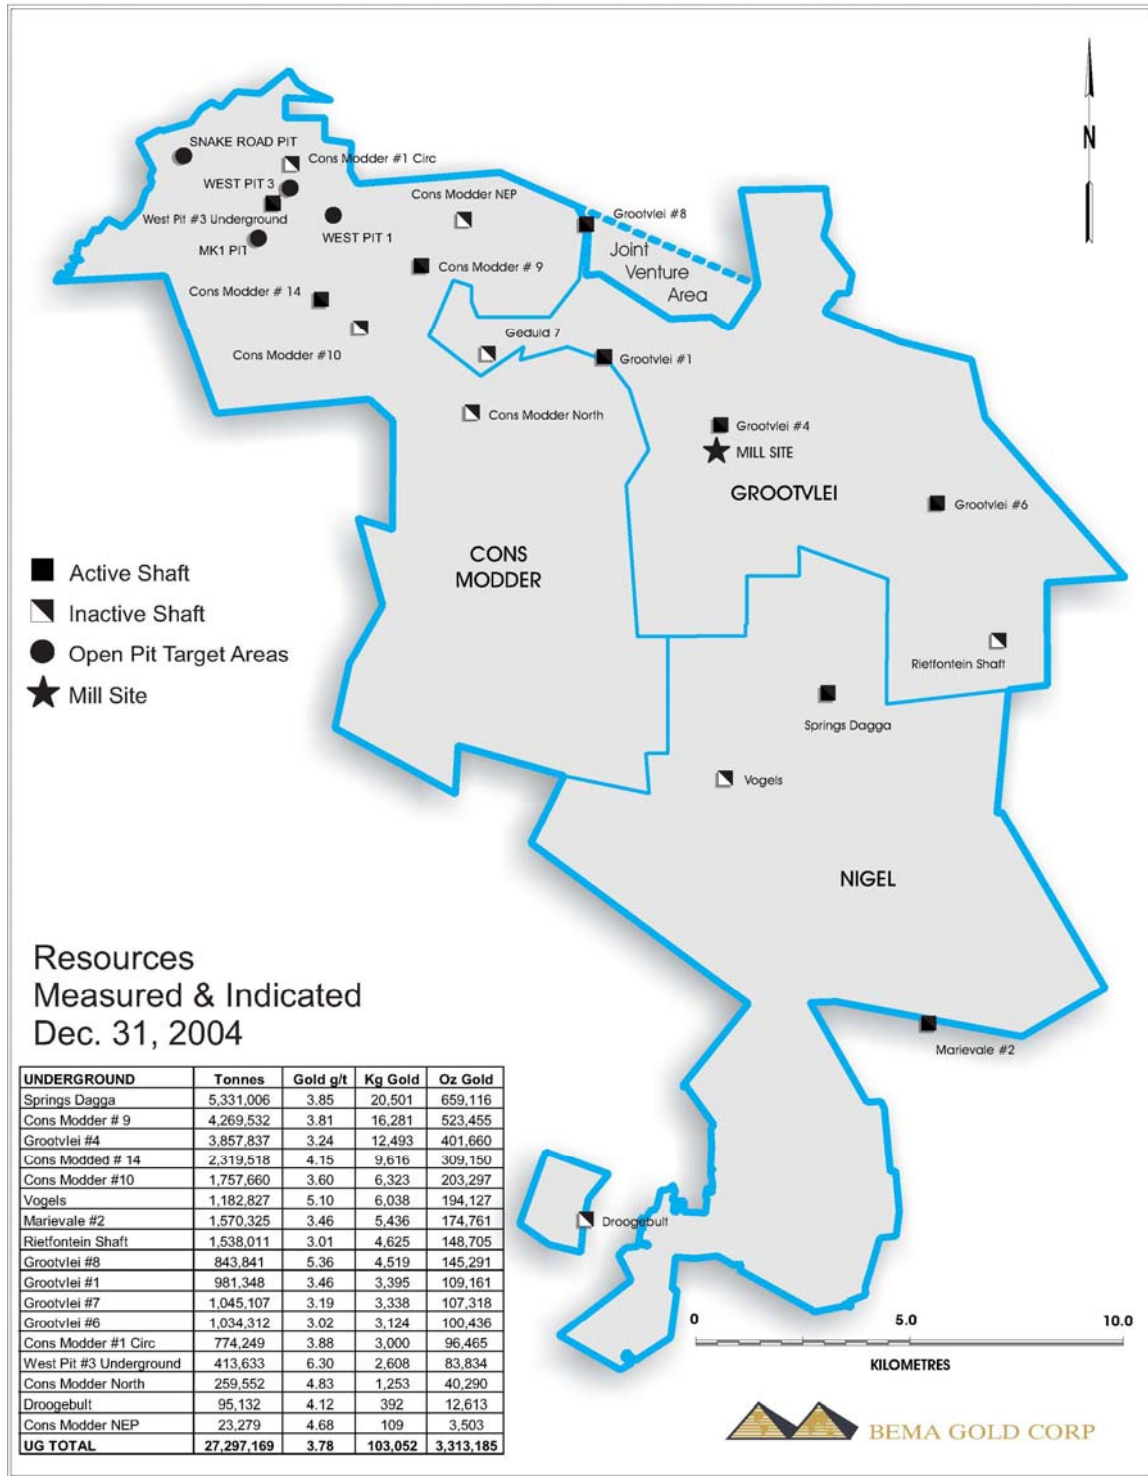 N
SNAKE ROAD PIT
Cons Modder #1 Circ
WEST PIT 3
Cons Modder NEP
West Pit #3 Underground
WEST PIT 1
Grootvlei #8
MK1 PIT
Joint
Venture
Area
Cons Modder # 9
Cons Modder # 14
Geduld 7
Cons Modder #10
Grootvlei #1
Cons Modder North
Grootvlei #4
MILL SITE
GROOTVLEI
Grootvlei #6
CONS
MODDER
Active Shaft
Inactive Shaft
Open Pit Target Areas
Mill Site
Rietfontein Shaft
Springs Dagga
Vogels
NIGEL
Marievale #2
Droogebult
Resources
Measured & Indicated
Dec. 31, 2004
UNDERGROUND Tonnes Gold g/t Kg Gold Oz Gold
Springs Dagga 5,331,006 3.85 20,501 659,116
Cons Modder # 9 4,269,532 3.81 16,281 523,455
Grootvlei #4 3,857,837 3.24 12,493 401,660
Cons Modded # 14 2,319,518 4.15 9,616 309,150
Cons Modder #10 1,757,660 3.60 6,323 203,297
Vogels 1,182,827 5.10 6,038 194,127
Marievale #2 1,570,325 3.46 5,436 174,761
Rietfontein Shaft 1,538,011 3.01 4,625 148,705
Grootvlei #8 843,841 5.36 4,519 145,291
Grootvlei #1 981,348 3.46 3,395 109,161
Grootvlei #7 1,045,107 3.19 3,338 107,318
Grootvlei #6 1,034,312 3.02 3,124 100,436
Cons Modder #1 Circ 774,249 3.88 3,000 96,465
West Pit #3 Underground 413,633 6.30 2,608 83,834
Cons Modder North 259,552 4.83 1,253 40,290
Droogebult 95,132 4.12 392 12,613
Cons Modder NEP 23,279 4.68 109 3,503
UG TOTAL 27,297,169 3.78 103,052 3,313,185
0 5.0 10.0
KILOMETRES
BEMA GOLD CORP